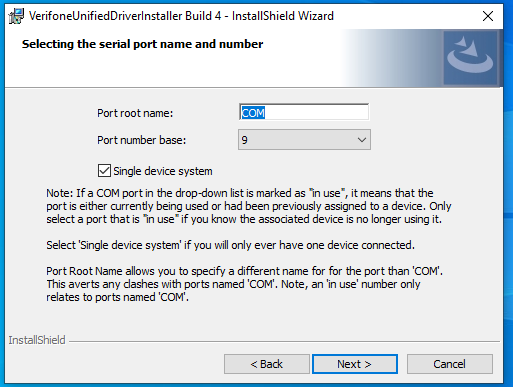 VerifoneUnifiedDriverInstaller Build 4 - InstallShield Wizard
Selecting the serial port name and number
Port root name:
COM
Port number base:
9
Single device system
Note: If a COM port in the drop-down list is marked as "in use", it means that the
port is either currently being used or had been previously assigned to a device. Only
select a port that is "in use" if you know the associated device is no longer using it.
Select 'Single device system' if you will only ever have one device connected.
Port Root Name allows you to specify a different name for for the port than 'COM'.
This averts any clashes with ports named 'COM'. Note, an 'in use' number only
relates to ports named 'COM'.
InstallShield
< Back
Next >
Cancel